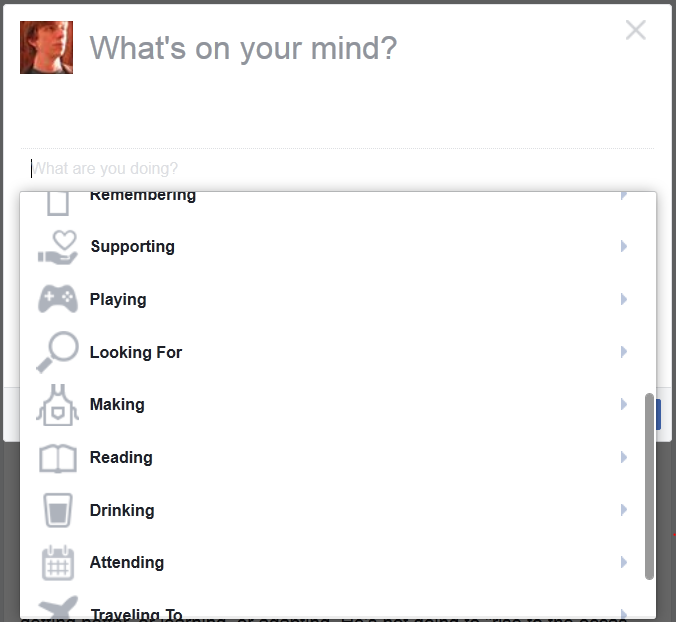 What's on your mind?
What are you doing?
Remembering
Supporting
Playing
Looking For
Making
Reading
Drinking
Attending
Traveling To